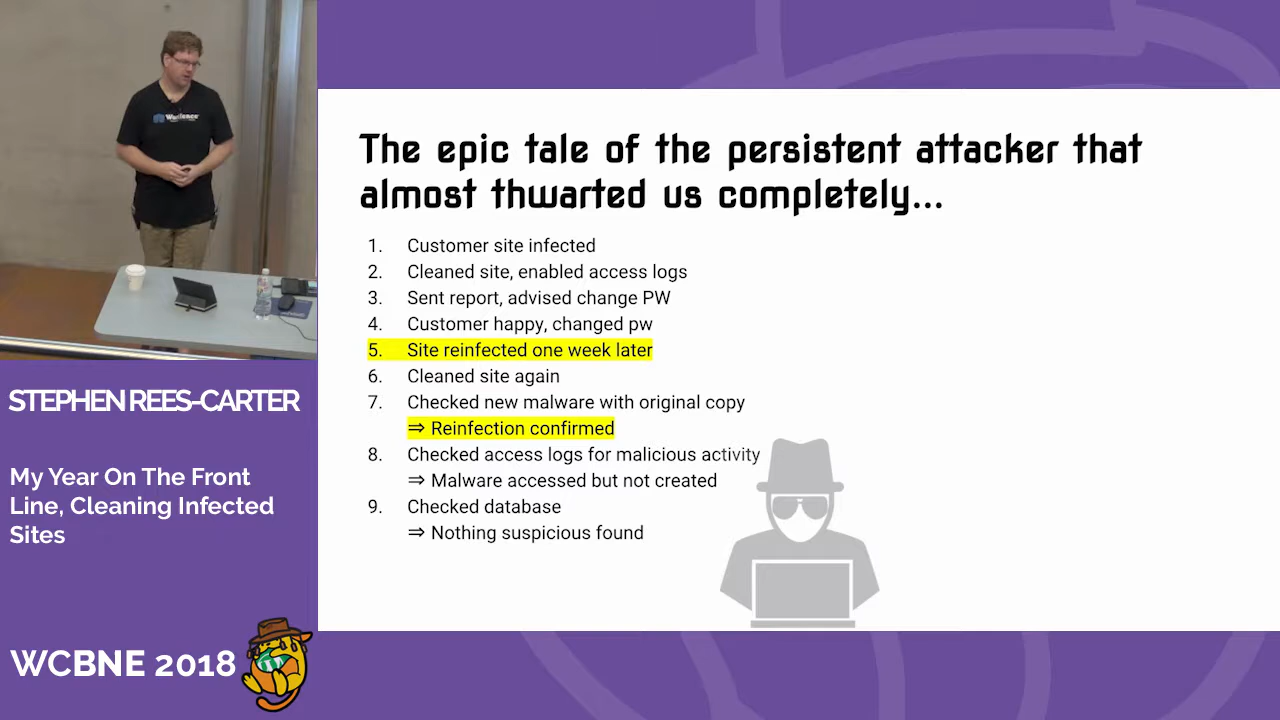 Wordfence
The epic tale of the persistent attacker that
almost thwarted us completely...
1. Customer site infected
2. Cleaned site, enabled access logs
3. Sent report, advised change PW
4. Customer happy, changed pw
5. Site reinfected one week later
6. Cleaned site again
7. Checked new malware with original copy
⇒ Reinfection confirmed
8. Checked access logs for malicious activity
⇒ Malware accessed but not created
9. Checked database
⇒ Nothing suspicious found
STEPHEN REES-CARTER
My Year On The Front
Line, Cleaning Infected
Sites
WCBNE 2018